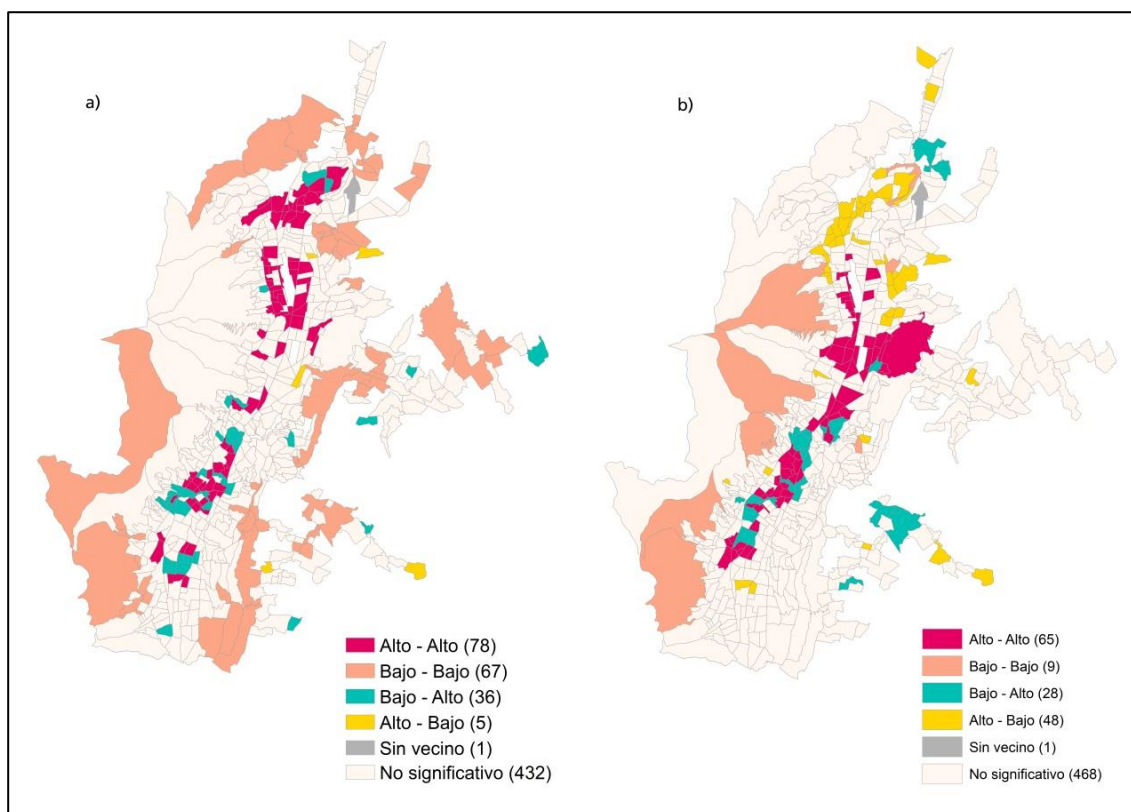 a)
Alto - Alto (78)
Bajo - Bajo (67)
Bajo - Alto (36)
Alto - Bajo (5)
Sin vecino (1)
No significativo (432)
b)
Alto - Alto (65)
Bajo - Bajo (9)
Bajo - Alto (28)
Alto - Bajo (48)
Sin vecino (1)
No significativo (468)